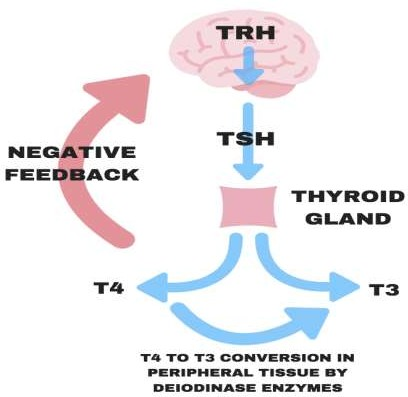 TRH
TSH
NEGATIVE
FEEDBACK
THYROID
GLAND
T4
T3
T4 TO T3 CONVERSION IN
PERIPHERAL TISSUE BY
DEIODINASE ENZYMES